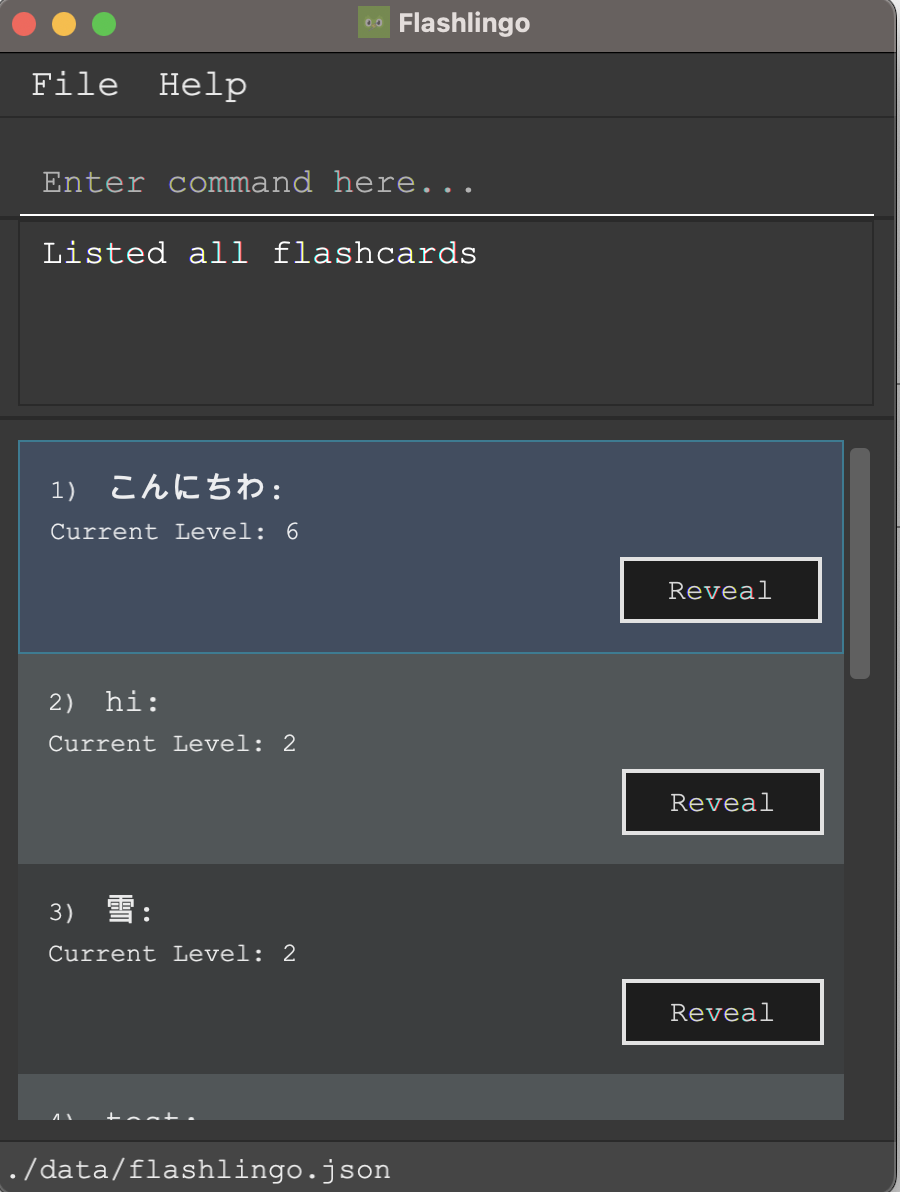 Flashlingo
File Help
Enter command here...
Listed all flashcards
1) こんにちわ:
Current Level: 6
Reveal
2) hi:
Current Level: 2
Reveal
3) 雪:
Current Level: 2
Reveal
4) test:
./data/flashlingo.json